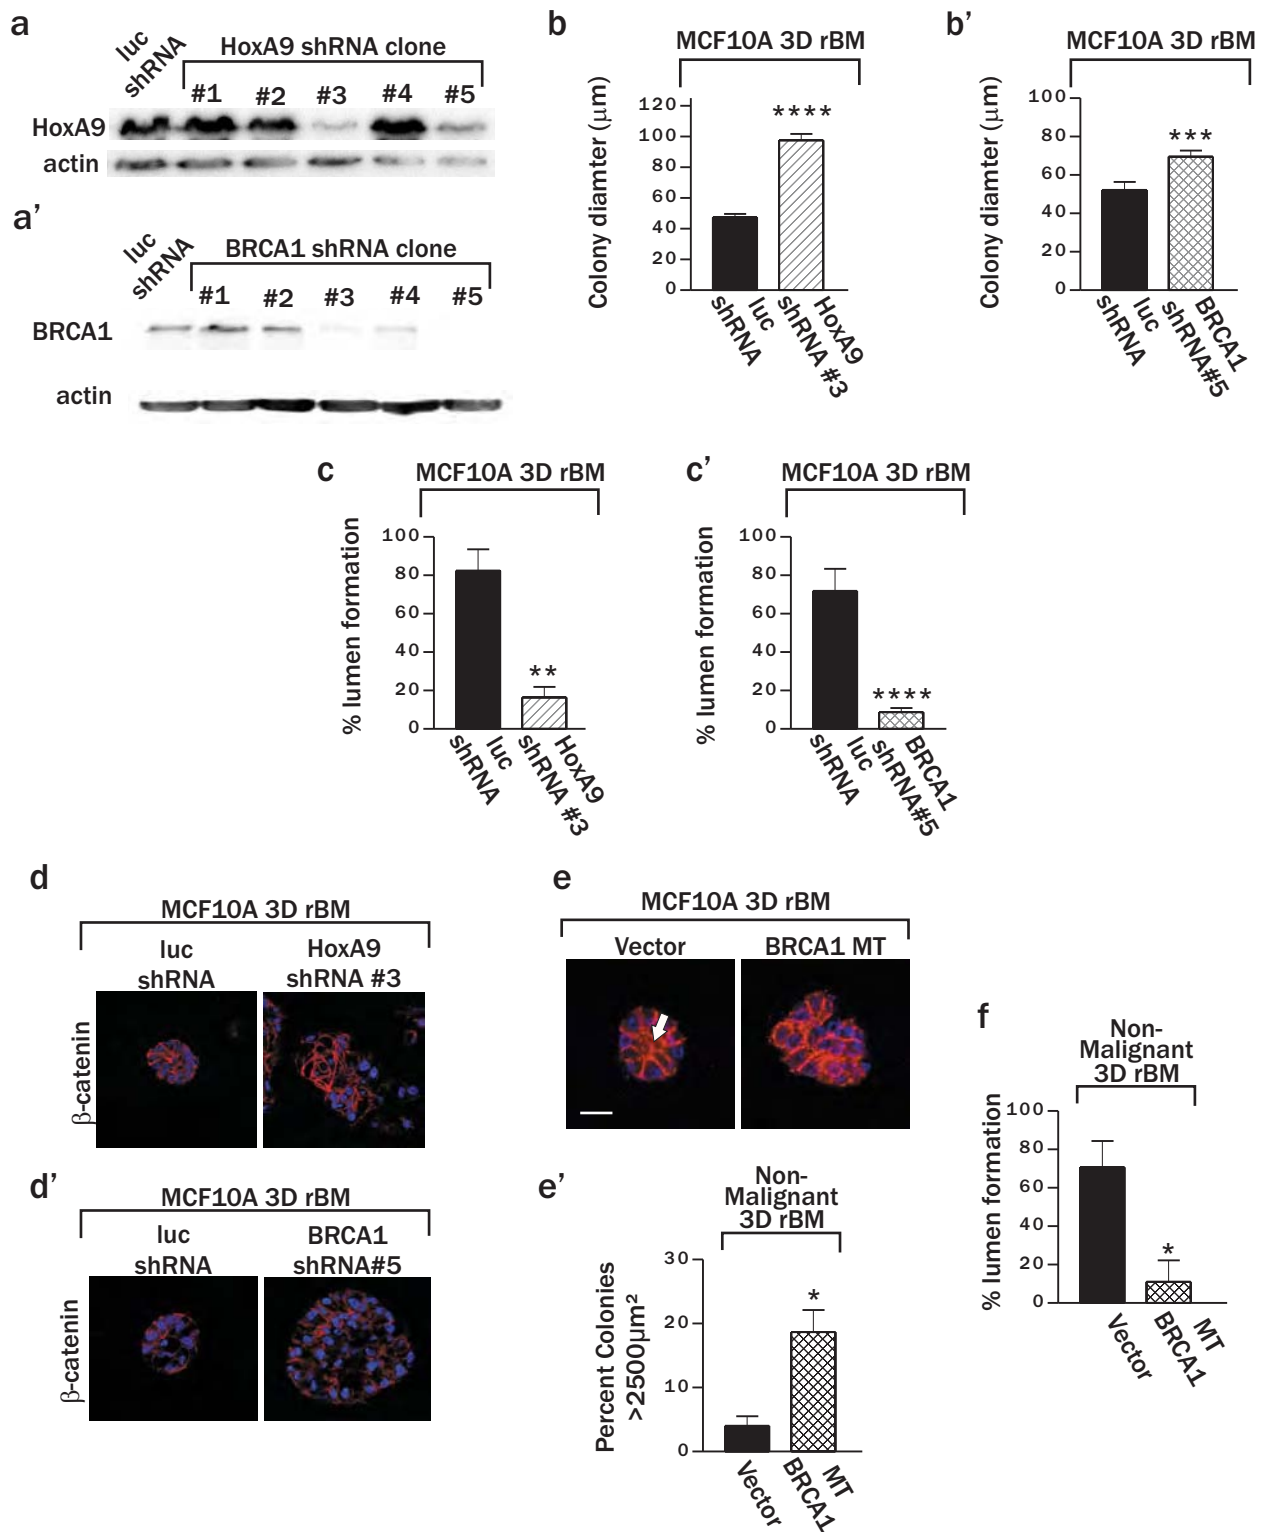 a
luc
shRNA
HoxA9 shRNA clone
#1 #2 #3 #4 #5
HoxA9
actin
a’
luc
shRNA
BRCA1 shRNA clone
#1 #2 #3 #4 #5
BRCA1
actin
b
MCF10A 3D rBM
Colony diamter (μm)
120
100
80
60
40
20
0
****
luc
shRNA
HoxA9
shRNA #3
b’
MCF10A 3D rBM
Colony diamter (μm)
100
80
60
40
20
0
***
luc
shRNA
BRCA1
shRNA#5
c
MCF10A 3D rBM
% lumen formation
100
80
60
40
20
0
**
luc
shRNA
HoxA9
shRNA #3
c’
MCF10A 3D rBM
% lumen formation
100
80
60
40
20
0
****
luc
shRNA
BRCA1
shRNA#5
d
MCF10A 3D rBM
luc
shRNA
HoxA9
shRNA #3
β-catenin
d’
MCF10A 3D rBM
luc
shRNA
BRCA1
shRNA#5
β-catenin
e
MCF10A 3D rBM
Vector BRCA1 MT
e’
Non-
Malignant
3D rBM
Percent Colonies
>2500µm²
30
20
10
0
*
Vector
MT
BRCA1
f
Non-
Malignant
3D rBM
% lumen formation
100
80
60
40
20
0
*
Vector
MT
BRCA1